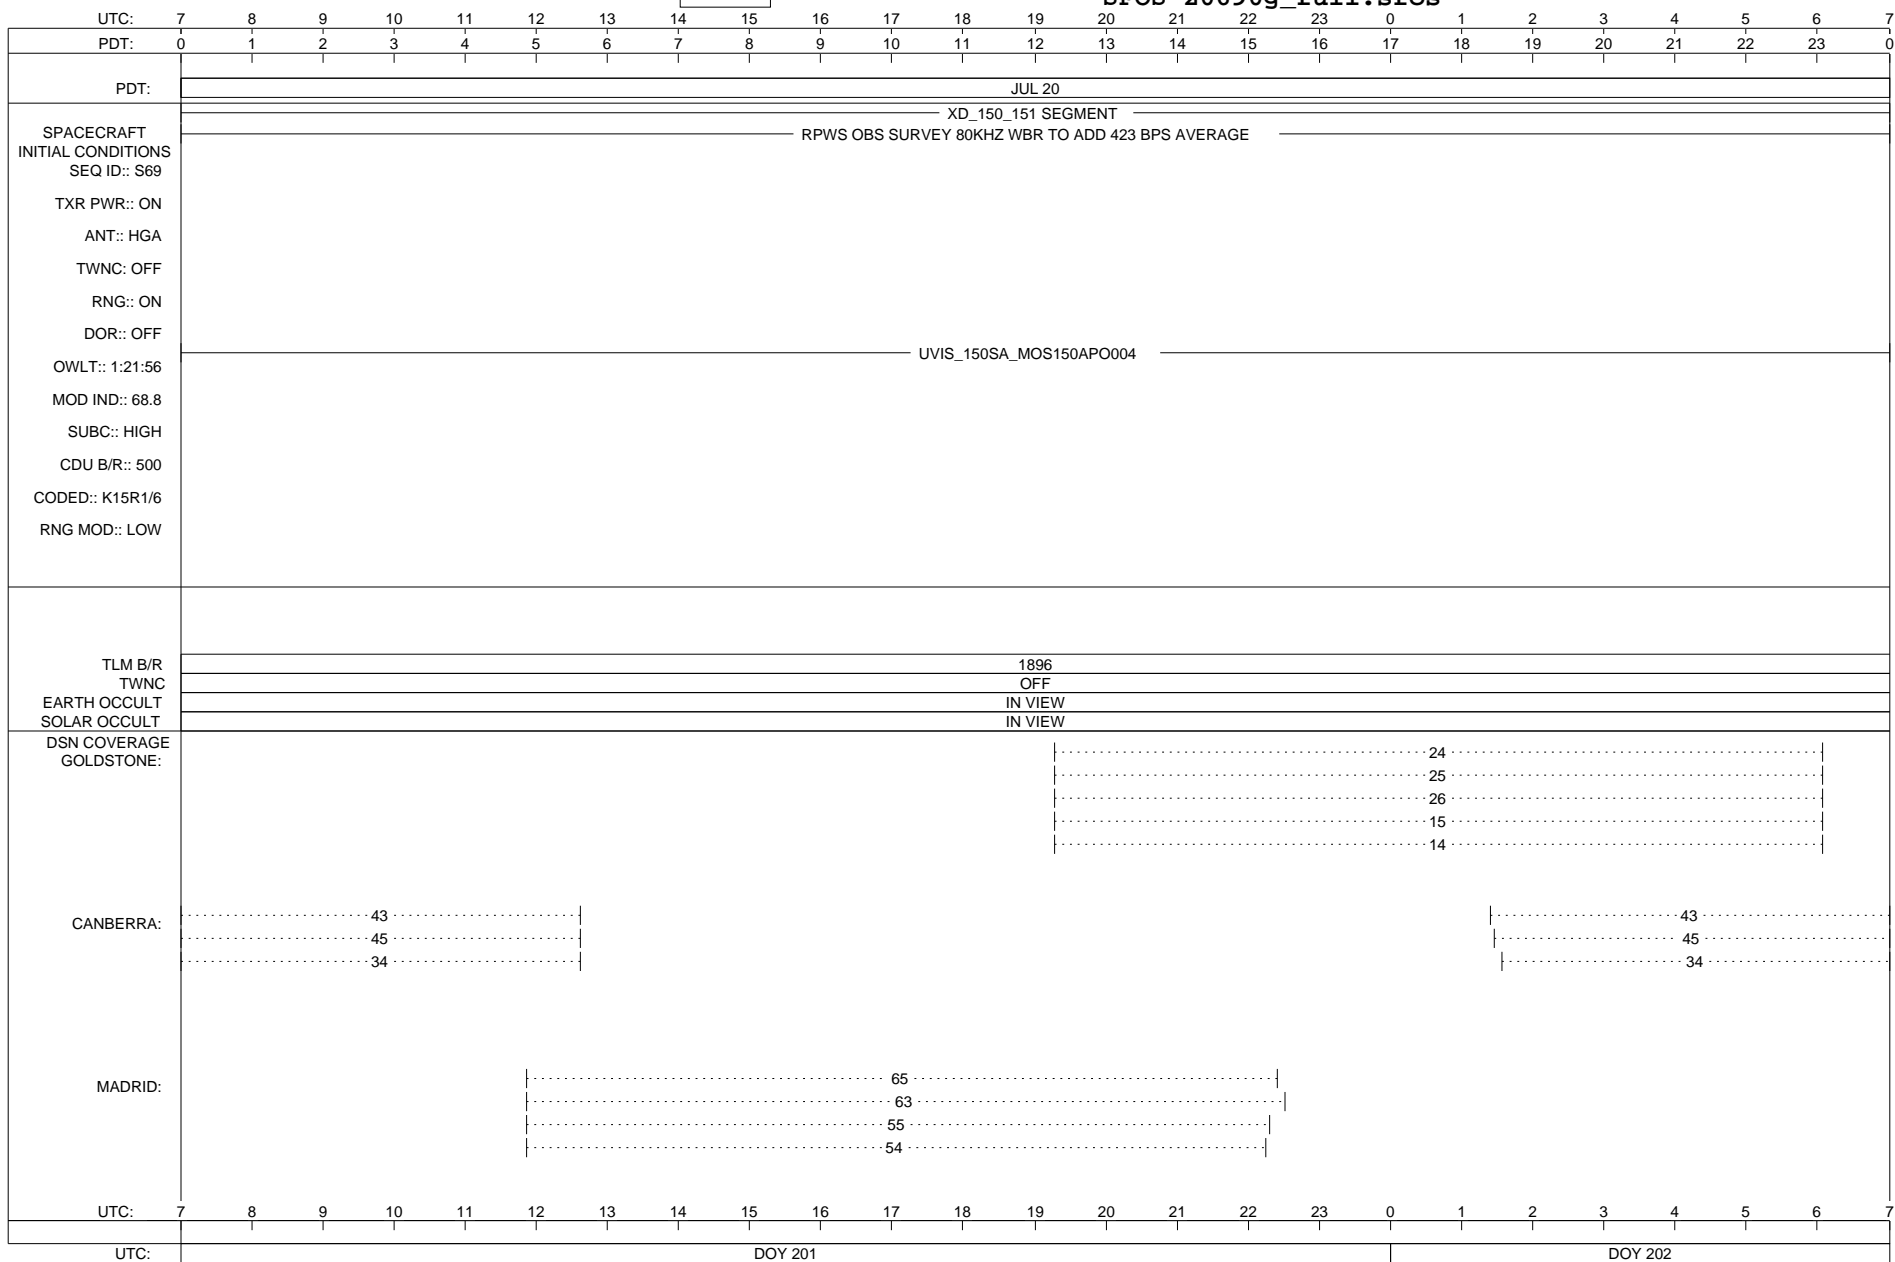 UTC: 7 8 9 10 11 12 13 14 15 16 17 18 19 20 21 22 23 0 1 2 3 4 5 6 7
PDT: 0 1 2 3 4 5 6 7 8 9 10 11 12 13 14 15 16 17 18 19 20 21 22 23 0
PDT: JUL 20
XD_150_151 SEGMENT
SPACECRAFT RPWS OBS SURVEY 80KHZ WBR TO ADD 423 BPS AVERAGE
INITIAL CONDITIONS
SEQ ID:: S69
TXR PWR:: ON
ANT:: HGA
TWNC: OFF
RNG:: ON
DOR:: OFF
UVIS_150SA_MOS150APO004
OWLT:: 1:21:56
MOD IND:: 68.8
SUBC:: HIGH
CDU B/R:: 500
CODED:: K15R1/6
RNG MOD:: LOW
TLM B/R 1896
TWNC OFF
EARTH OCCULT IN VIEW
SOLAR OCCULT IN VIEW
DSN COVERAGE
GOLDSTONE:
24
25
26
15
14
CANBERRA:
43 43
45 45
34 34
MADRID:
65
63
55
54
UTC: 7 8 9 10 11 12 13 14 15 16 17 18 19 20 21 22 23 0 1 2 3 4 5 6 7
UTC: DOY 201 DOY 202